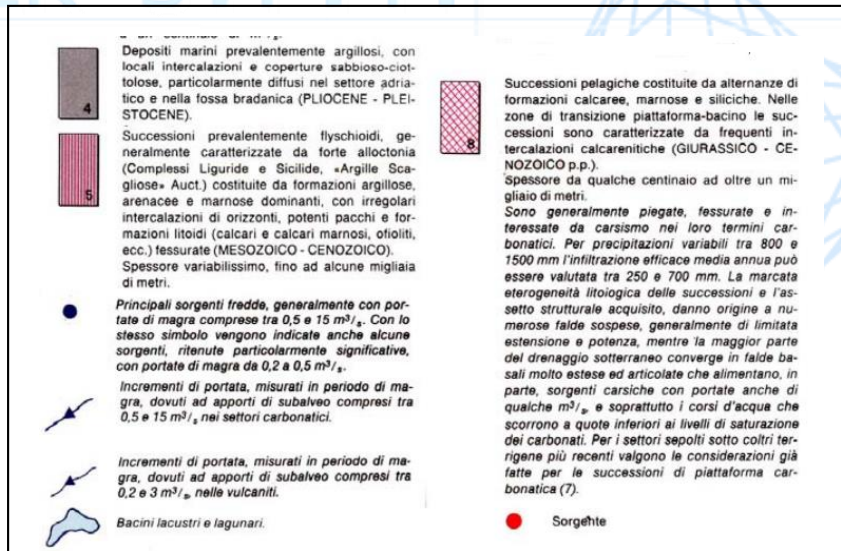 Depositi marini prevalentemente argillosi, con
locali intercalazioni e coperture sabbioso-ciot-
tolose, particolarmente diffusi nel settore adria-
tico e nella fossa bradanica (PLIOCENE - PLEI-
STOCENE).
4
Successioni prevalentemente flyschioidi, ge-
neralmente caratterizzate da forte alloctonia
(Complessi Liguride e Sicilide, «Argille Sca-
gliose» Auct.) costituite da formazioni argillose,
arenacee e marnose dominanti, con irregolari
intercalazioni di orizzonti, potenti pacchi e for-
mazioni litoidi (calcari e calcari marnosi, ofioliti,
ecc.) fessurate (MESOZOICO - CENOZOICO).
Spessore variabilissimo, fino ad alcune migliaia
di metri.
5
Principali sorgenti fredde, generalmente con por-
tate di magra comprese tra 0,5 e 15 m³/s. Con lo
stesso simbolo vengono indicate anche alcune
sorgenti, ritenute particolarmente significative,
con portate di magra da 0,2 a 0,5 m³/s.
Incrementi di portata, misurati in periodo di ma-
gra, dovuti ad apporti di subalveo compresi tra
0,5 e 15 m³/s nei settori carbonatici.
Incrementi di portata, misurati in periodo di ma-
gra, dovuti ad apporti di subalveo compresi tra
0,2 e 3 m³/s, nelle vulcaniti.
Bacini lacustri e lagunari.
8
Successioni pelagiche costituite da alternanze di
formazioni calcaree, marnose e siliciche. Nelle
zone di transizione piattaforma-bacino le suc-
cessioni sono caratterizzate da frequenti in-
tercalazioni calcarenitiche (GIURASSICO - CE-
NOZOICO p.p.).
Spessore da qualche centinaio ad oltre un mi-
gliaio di metri.
Sono generalmente piegate, fessurate e in-
teressate da carsismo nei loro termini car-
bonatici. Per precipitazioni variabili tra 800 e
1500 mm l'infiltrazione efficace media annua può
essere valutata tra 250 e 700 mm. La marcata
eterogeneità litologica delle successioni e l'as-
setto strutturale acquisito, danno origine a nu-
merose falde sospese, generalmente di limitata
estensione e potenza, mentre la maggior parte
del drenaggio sotterraneo converge in falde ba-
sali molto estese ed articolate che alimentano, in
parte, sorgenti carsiche con portate anche di
qualche m³/s, e soprattutto i corsi d'acqua che
scorrono a quote inferiori ai livelli di saturazione
dei carbonati. Per i settori sepolti sotto coltri ter-
rigene più recenti valgono le considerazioni già
fatte per le successioni di piattaforma car-
bonatica (7).
Sorgente